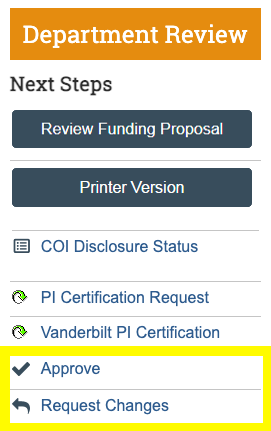 Department Review
Next Steps
Review Funding Proposal
Printer Version
COI Disclosure Status
PI Certification Request
Vanderbilt PI Certification
Approve
Request Changes